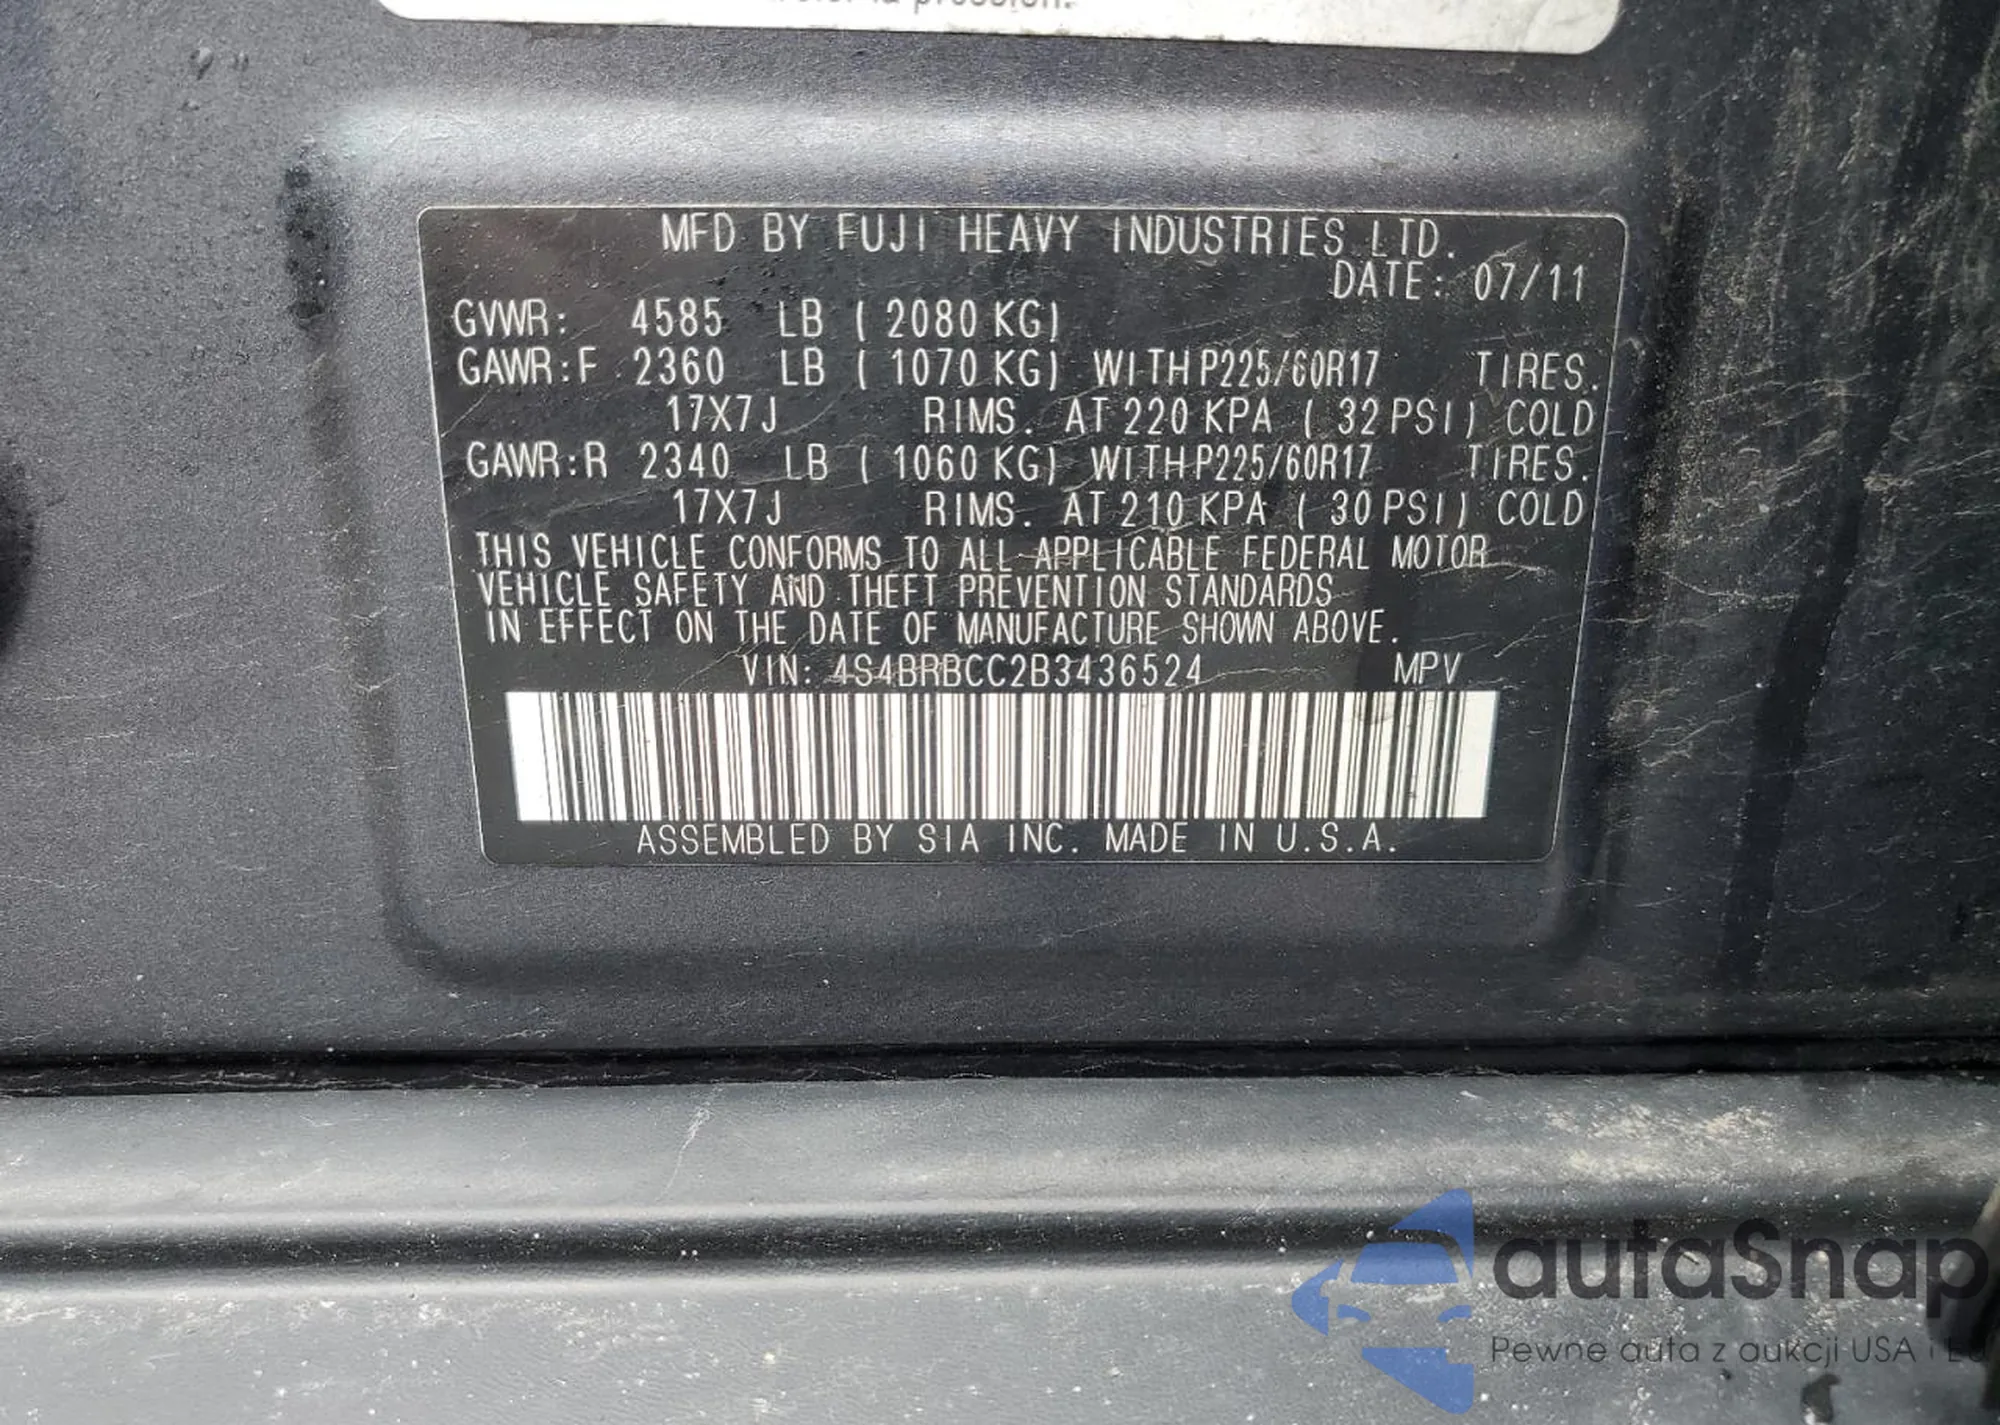 la pression.
MFD BY FUJI HEAVY INDUSTRIES LTD.
DATE: 07/11
GVWR: 4585 LB ( 2080 KG)
GAWR:F 2360 LB ( 1070 KG) WITH P225/60R17 TIRES.
17X7J RIMS. AT 220 KPA ( 32 PSI) COLD
GAWR:R 2340 LB ( 1060 KG) WITH P225/60R17 TIRES.
17X7J RIMS. AT 210 KPA ( 30 PSI) COLD
THIS VEHICLE CONFORMS TO ALL APPLICABLE FEDERAL MOTOR
VEHICLE SAFETY AND THEFT PREVENTION STANDARDS
IN EFFECT ON THE DATE OF MANUFACTURE SHOWN ABOVE.
VIN: 4S4BRBCC2B3436524 MPV
ASSEMBLED BY SIA INC. MADE IN U.S.A.
autaSnap
Pewne auta z aukcji USA i Eu